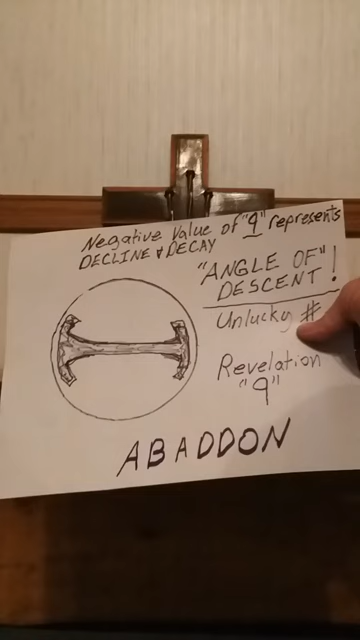 Negative Value of "9" represents
DECLINE & DECAY
"ANGLE OF"
DESCENT!
Unlucky #
Revelation
"9"
ABADDON